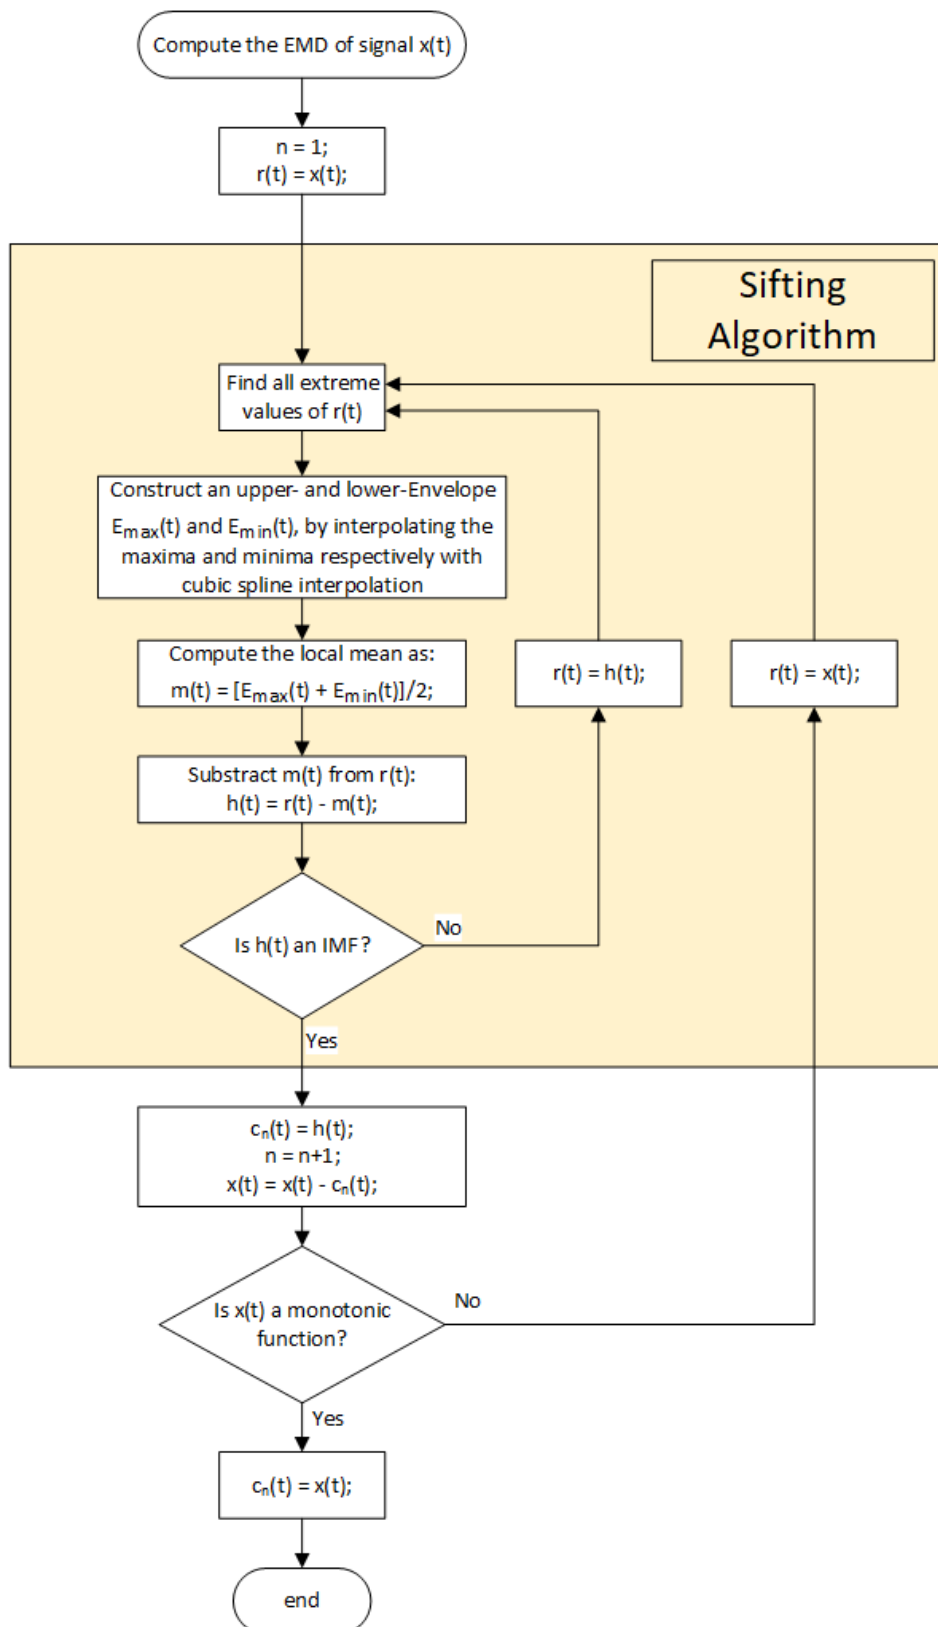 Compute the EMD of signal x(t)
n = 1;
r(t) = x(t);
Sifting
Algorithm
Find all extreme
values of r(t)
Construct an upper- and lower-Envelope
Emax(t) and Emin(t), by interpolating the
maxima and minima respectively with
cubic spline interpolation
Compute the local mean as:
m(t) = [Emax(t) + Emin(t)]/2;
r(t) = h(t);
r(t) = x(t);
Substract m(t) from r(t):
h(t) = r(t) - m(t);
Is h(t) an IMF?
No
Yes
cn(t) = h(t);
n = n+1;
x(t) = x(t) - cn(t);
Is x(t) a monotonic
function?
No
Yes
cn(t) = x(t);
end